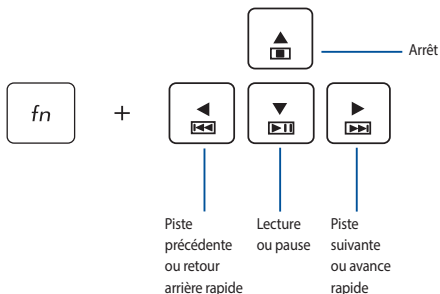 Arrêt
fn
+
Piste
précédente
ou retour
arrière rapide
Lecture
ou pause
Piste
suivante
ou avance
rapide